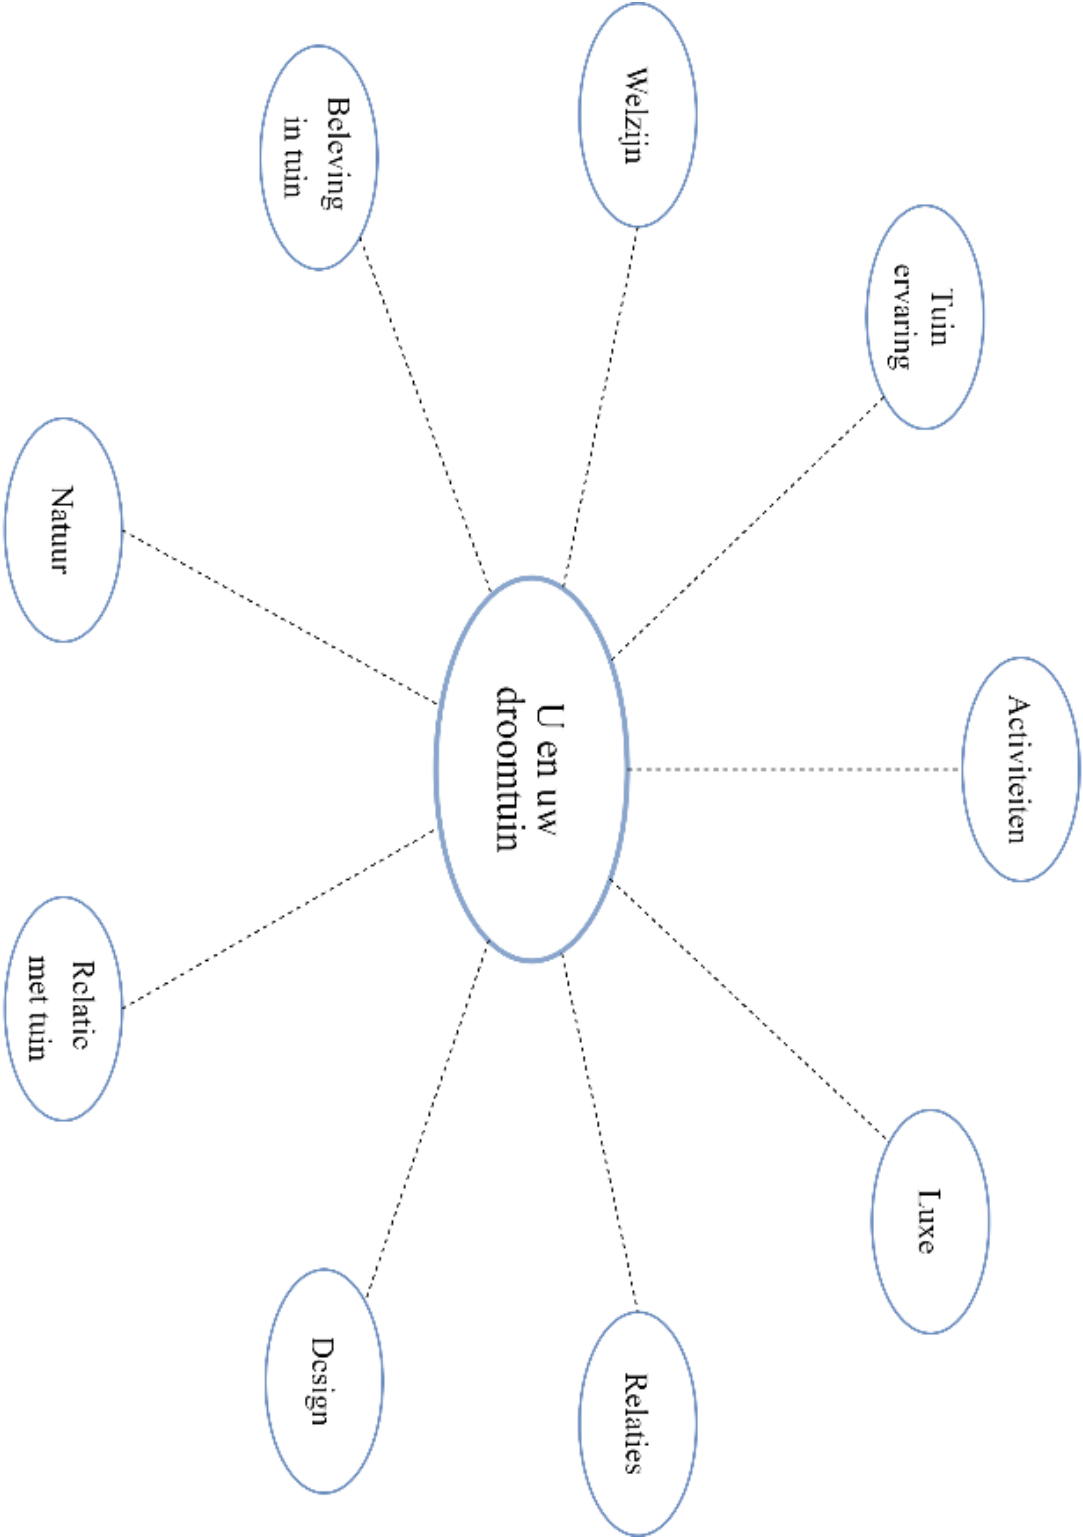 Activiteiten
Tuin
ervaring
Luxe
Welzijn
Relaties
U en uw
droomtuin
Beleving
in tuin
Design
Natuur
Relatie
met tuin